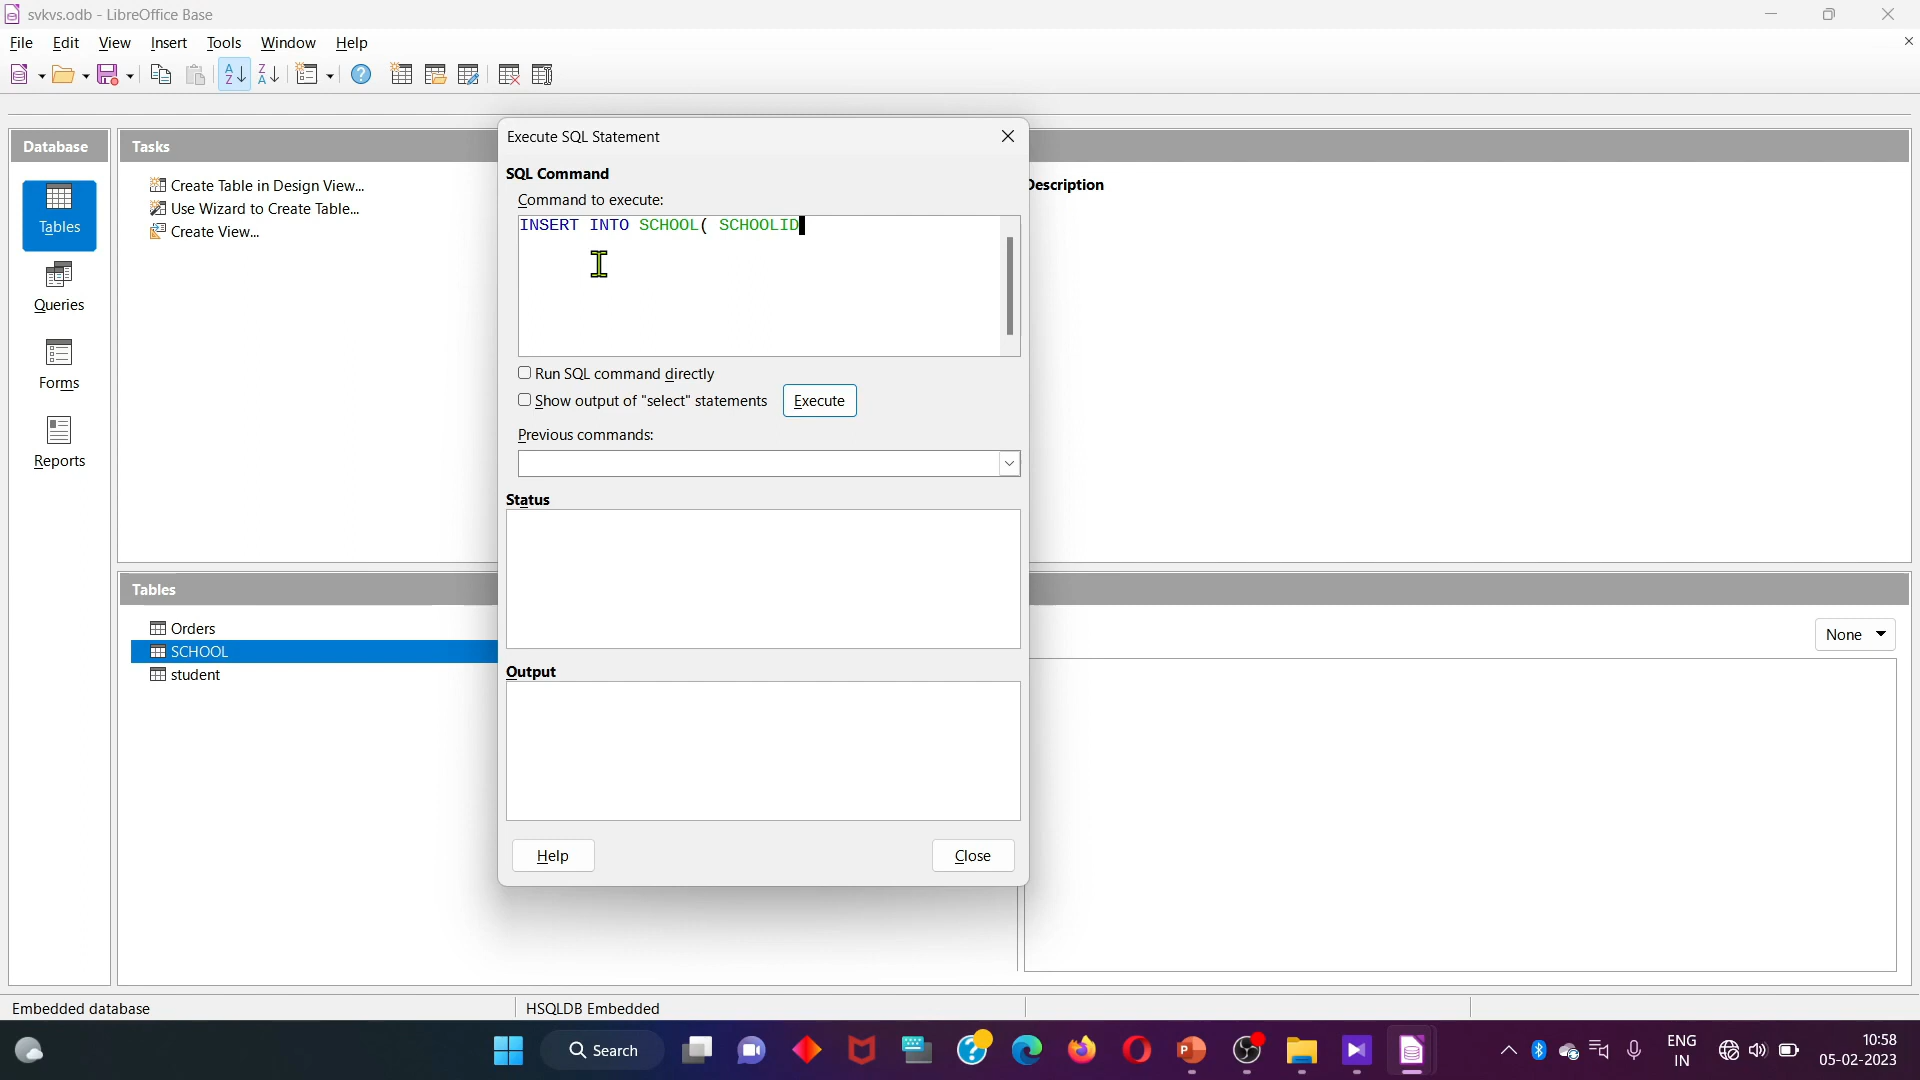 svkvs.odb - LibreOffice Base
File Edit View Insert Tools Window Help
Database
Tables
Queries
Forms
Reports
Tasks
Create Table in Design View...
Use Wizard to Create Table...
Create View...
Description
Execute SQL Statement
SQL Command
Command to execute:
INSERT INTO SCHOOL( SCHOOLID
Run SQL command directly
Show output of "select" statements
Execute
Previous commands:
Status
Output
Help
Close
Tables
Orders
SCHOOL
student
None
Embedded database
HSQLDB Embedded
Search
ENG
IN
10:58
05-02-2023